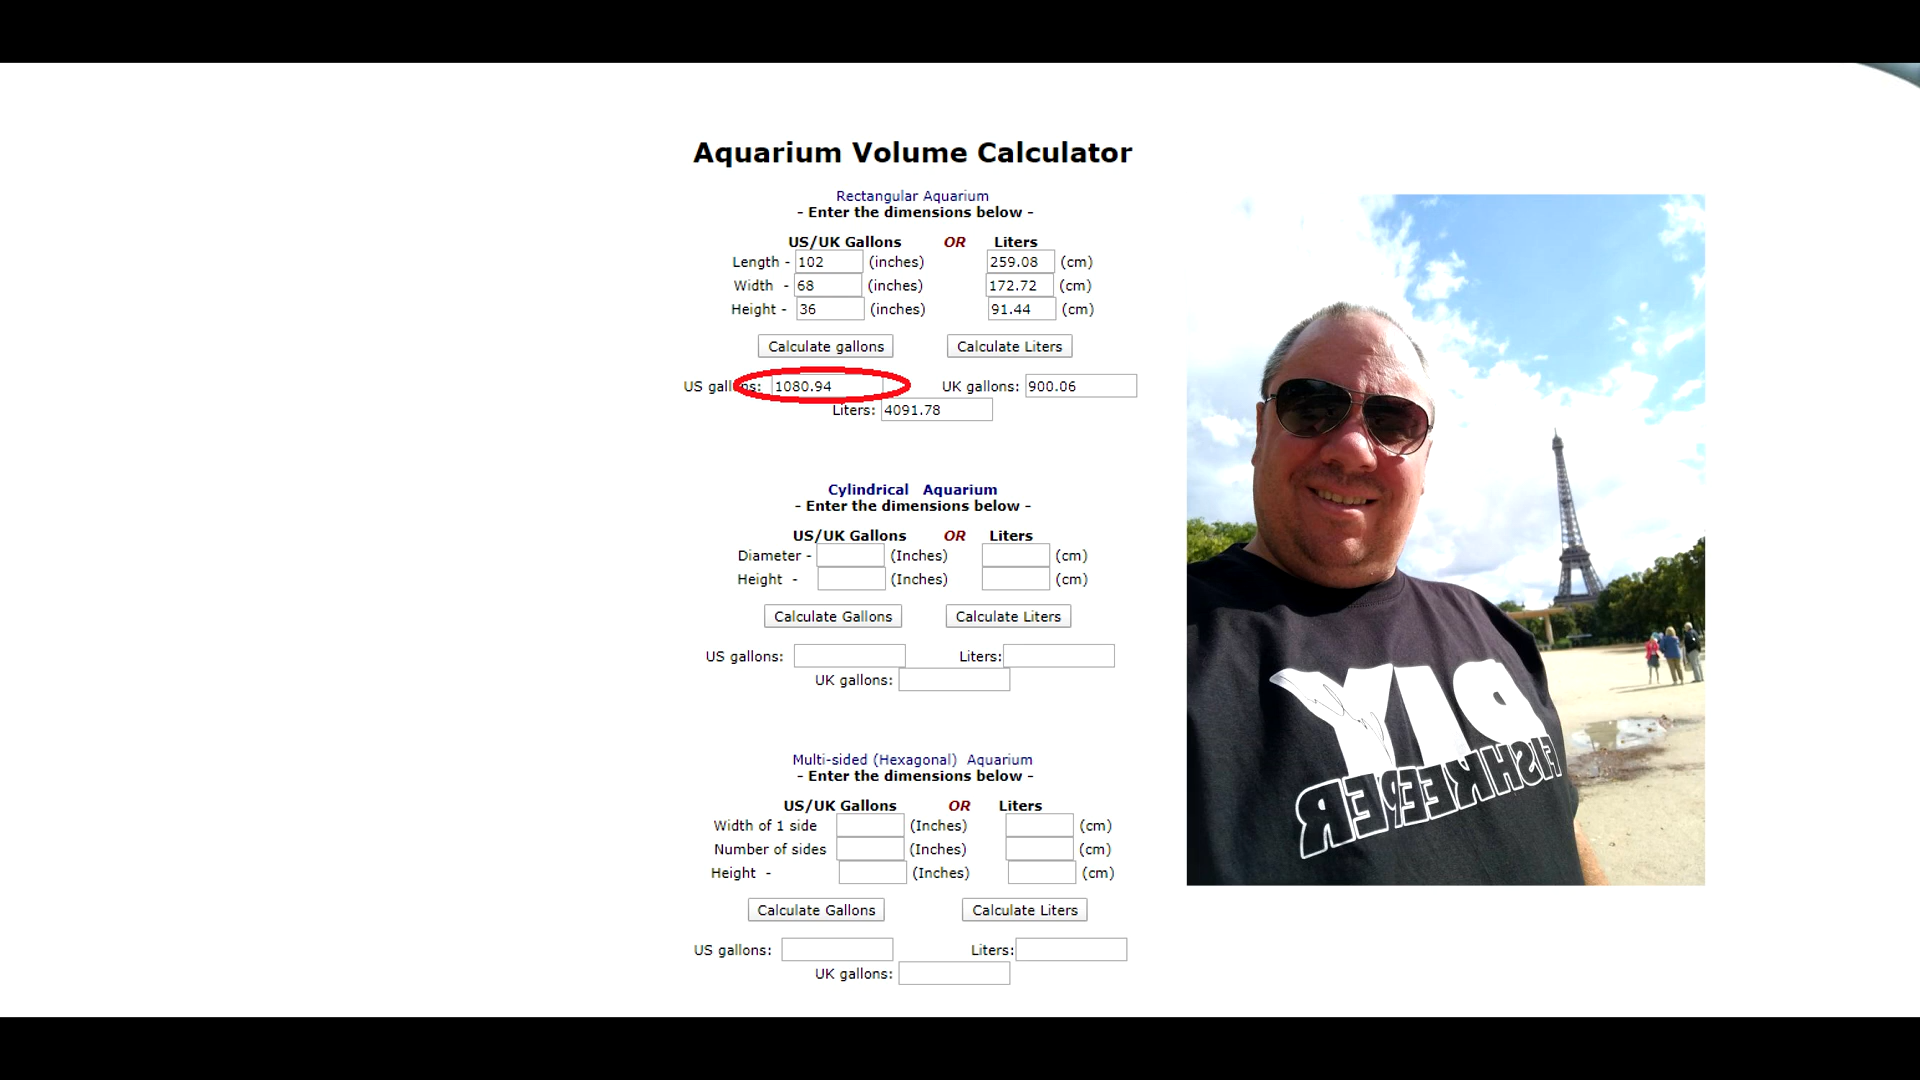 Aquarium Volume Calculator
Rectangular Aquarium
- Enter the dimensions below -
US/UK Gallons OR Liters
Length - 102 (inches) 259.08 (cm)
Width - 68 (inches) 172.72 (cm)
Height - 36 (inches) 91.44 (cm)
Calculate gallons Calculate Liters
US gallons: 1080.94 UK gallons: 900.06
Liters: 4091.78
Cylindrical Aquarium
- Enter the dimensions below -
US/UK Gallons OR Liters
Diameter - (Inches) (cm)
Height - (Inches) (cm)
Calculate Gallons Calculate Liters
US gallons: Liters:
UK gallons:
Multi-sided (Hexagonal) Aquarium
- Enter the dimensions below -
US/UK Gallons OR Liters
Width of 1 side (Inches) (cm)
Number of sides (Inches) (cm)
Height - (Inches) (cm)
Calculate Gallons Calculate Liters
US gallons: Liters:
UK gallons:
DIY
FISHKEEPER